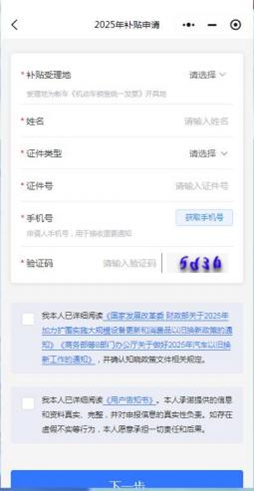 2025年补贴申请
* 补贴受理地
请选择
受理地为新车《机动车销售统一发票》开具地
* 姓名
请输入姓名
* 证件类型
请选择
* 证件号
请输入证件号
* 手机号
获取手机号
申请人手机号，用于接收重要通知
* 验证码
请输入验证码
我本人已详细阅读《国家发展改革委 财政部关于2025年
加力扩围实施大规模设备更新和消费品以旧换新政策的通
知》《商务部等8部门办公厅关于做好2025年汽车以旧换
新工作的通知》，并确认知晓政策文件相关规定。
我本人已详细阅读《用户告知书》。本人承诺提供的信息
和资料真实、完整，并对申报信息的真实性负责。如存在
虚假不实等行为，本人愿意承担一切责任和后果。
下一步